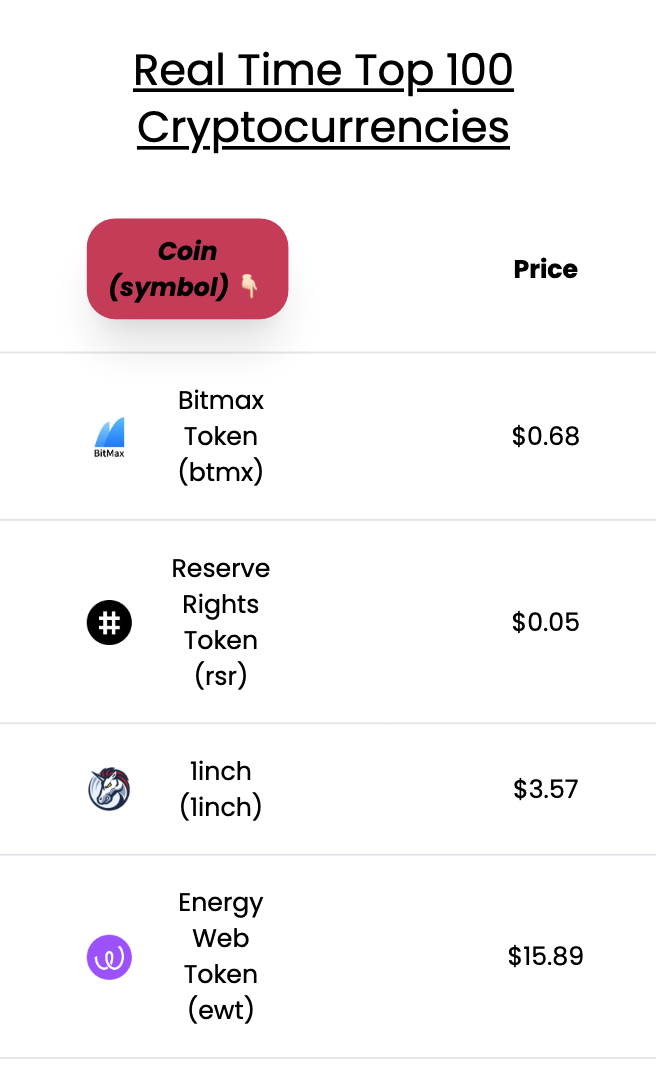 Real Time Top 100
Cryptocurrencies
Coin
(symbol) 👇🏻
Price
Bitmax
Token
(btmx)
BitMax
$0.68
Reserve
Rights
Token
(rsr)
$0.05
1inch
(1inch)
$3.57
Energy
Web
Token
(ewt)
$15.89